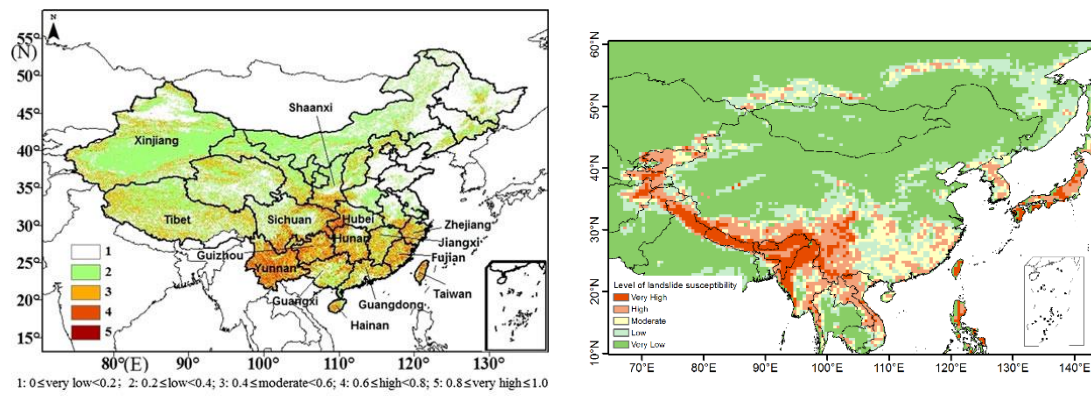 N
55°
(N)
50°
45°
40°
35°
30°
25°
20°
15°
Shaanxi
Xinjiang
Tibet
Sichuan
Hubei
Hunan
Zhejiang
Jiangxi
Fujian
Guizhou
Yunnan
Taiwan
Guangxi
Guangdong
Hainan
1
2
3
4
5
80° (E) 100° 110° 120° 130°
90°
1: 0≤very low<0.2; 2: 0.2≤low<0.4; 3: 0.4≤moderate<0.6; 4: 0.6≤high<0.8; 5: 0.8≤very high≤1.0
60°N
50°N
40°N
30°N
20°N
10°N
Level of landslide susceptibility
Very High
High
Moderate
Low
Very Low
70°E 80°E 90°E 100°E 110°E 120°E 130°E 140°E